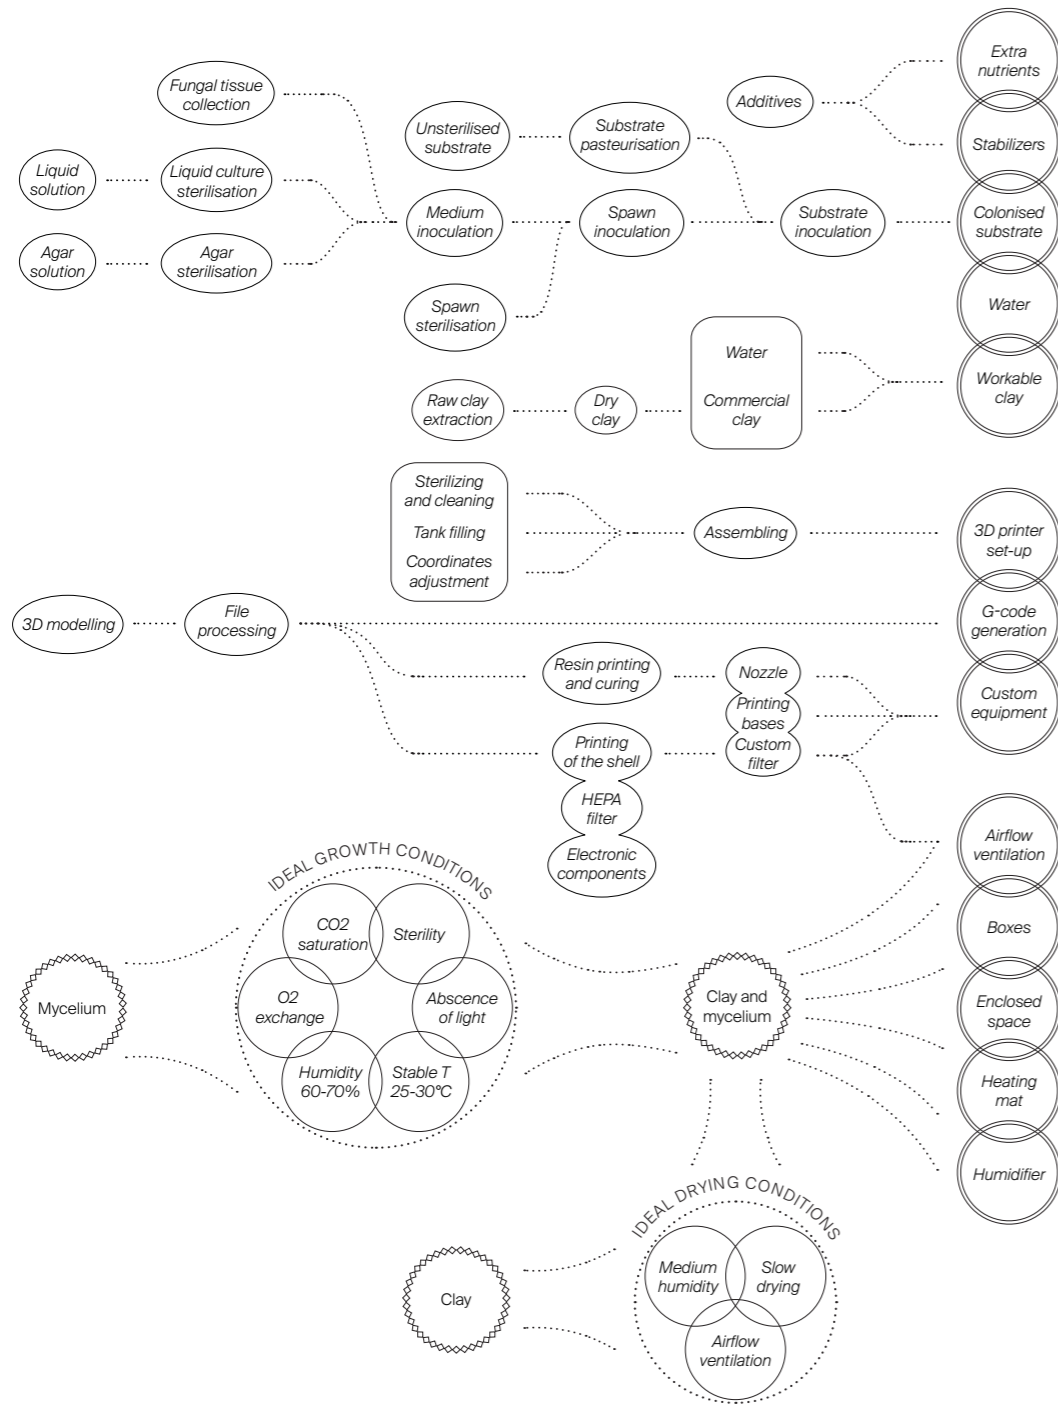 Extra
nutrients
Fungal tissue
collection
Additives
Unsterilised
substrate
Substrate
pasteurisation
Stabilizers
Liquid
solution
Liquid culture
sterilisation
Medium
inoculation
Spawn
inoculation
Substrate
inoculation
Colonised
substrate
Agar
solution
Agar
sterilisation
Spawn
sterilisation
Water
Water
Raw clay
extraction
Dry
clay
Commercial
clay
Workable
clay
Sterilizing
and cleaning
Tank filling
Coordinates
adjustment
Assembling
3D printer
set-up
3D modelling
File
processing
G-code
generation
Resin printing
and curing
Nozzle
Printing
bases
Custom
filter
Custom
equipment
Printing
of the shell
HEPA
filter
Electronic
components
Airflow
ventilation
IDEAL GROWTH CONDITIONS
CO2
saturation
Sterility
O2
exchange
Abscence
of light
Humidity
60-70%
Stable T
25-30°C
Mycelium
Clay and
mycelium
Boxes
Enclosed
space
Heating
mat
Humidifier
IDEAL DRYING CONDITIONS
Medium
humidity
Slow
drying
Airflow
ventilation
Clay